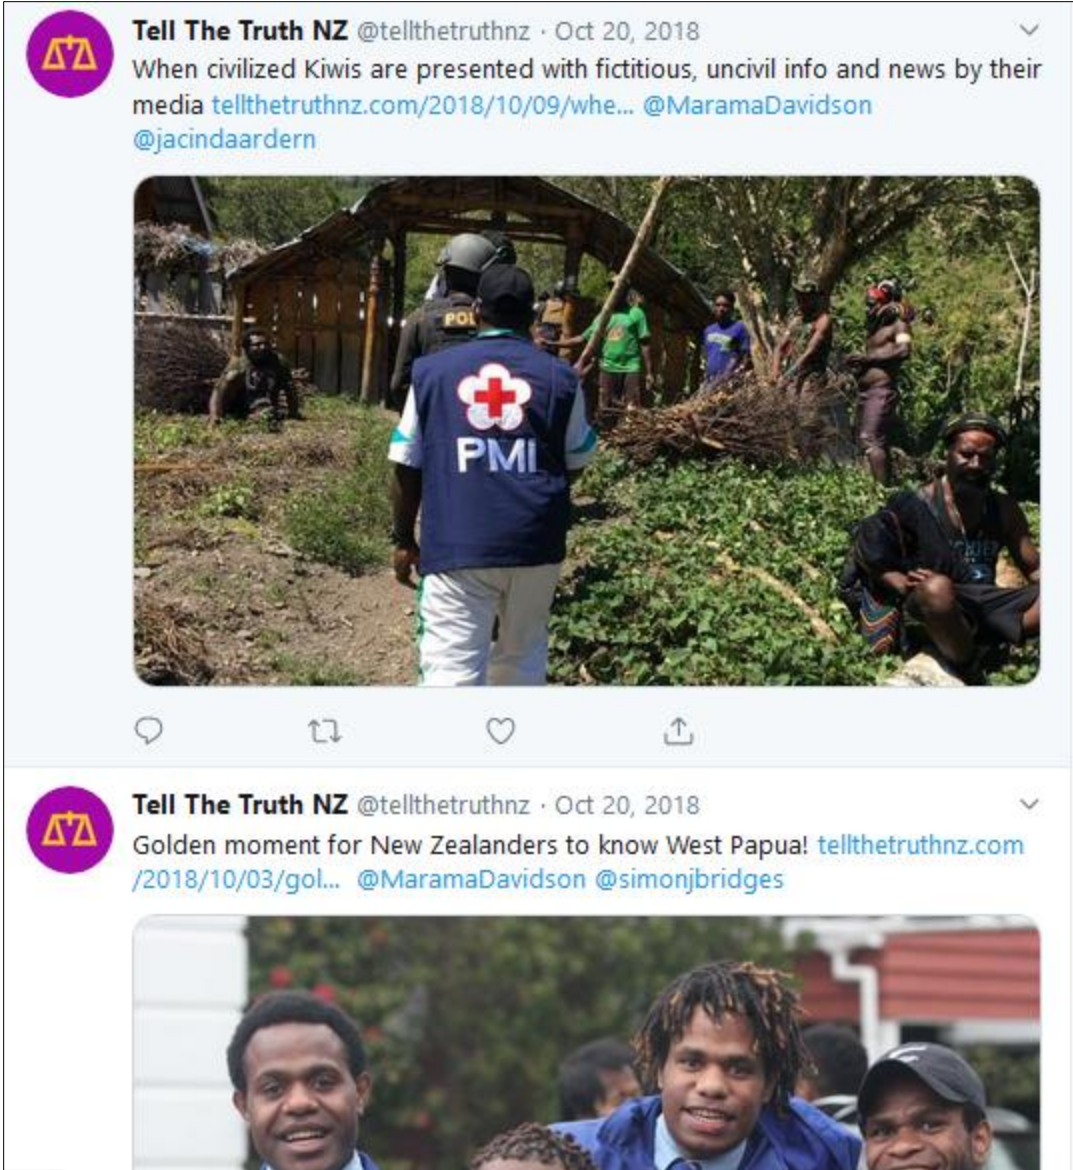 Tell The Truth NZ @tellthetruthnz · Oct 20, 2018
When civilized Kiwis are presented with fictitious, uncivil info and news by their
media tellthetruthnz.com/2018/10/09/whe... @MaramaDavidson
@jacindaardern
POL
PMI
Tell The Truth NZ @tellthetruthnz · Oct 20, 2018
Golden moment for New Zealanders to know West Papua! tellthetruthnz.com
/2018/10/03/gol... @MaramaDavidson @simonjbridges